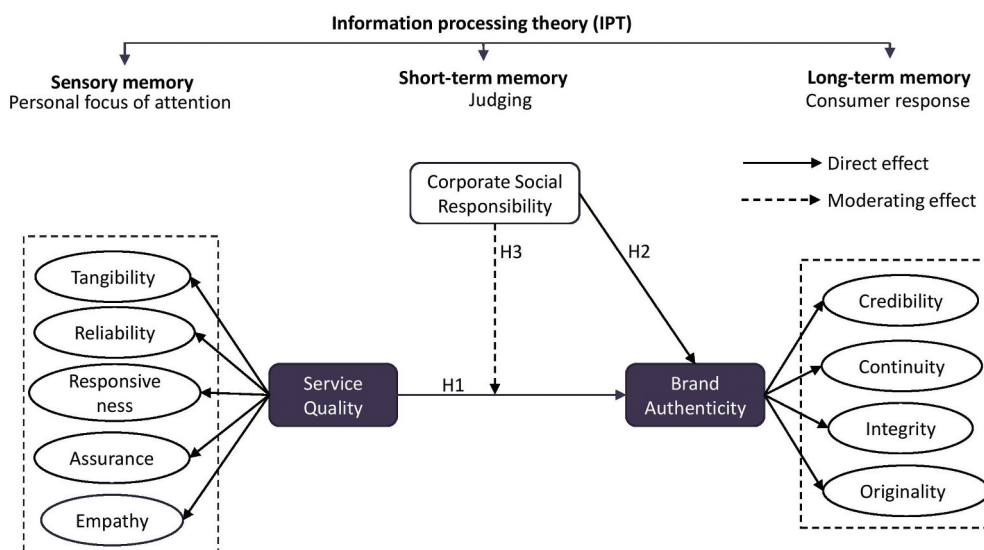 Information processing theory (IPT)
Sensory memory
Personal focus of attention
Short-term memory
Judging
Long-term memory
Consumer response
Direct effect
Moderating effect
Corporate Social
Responsibility
H3
H2
Tangibility
Reliability
Responsive
ness
Assurance
Empathy
Service
Quality
H1
Brand
Authenticity
Credibility
Continuity
Integrity
Originality